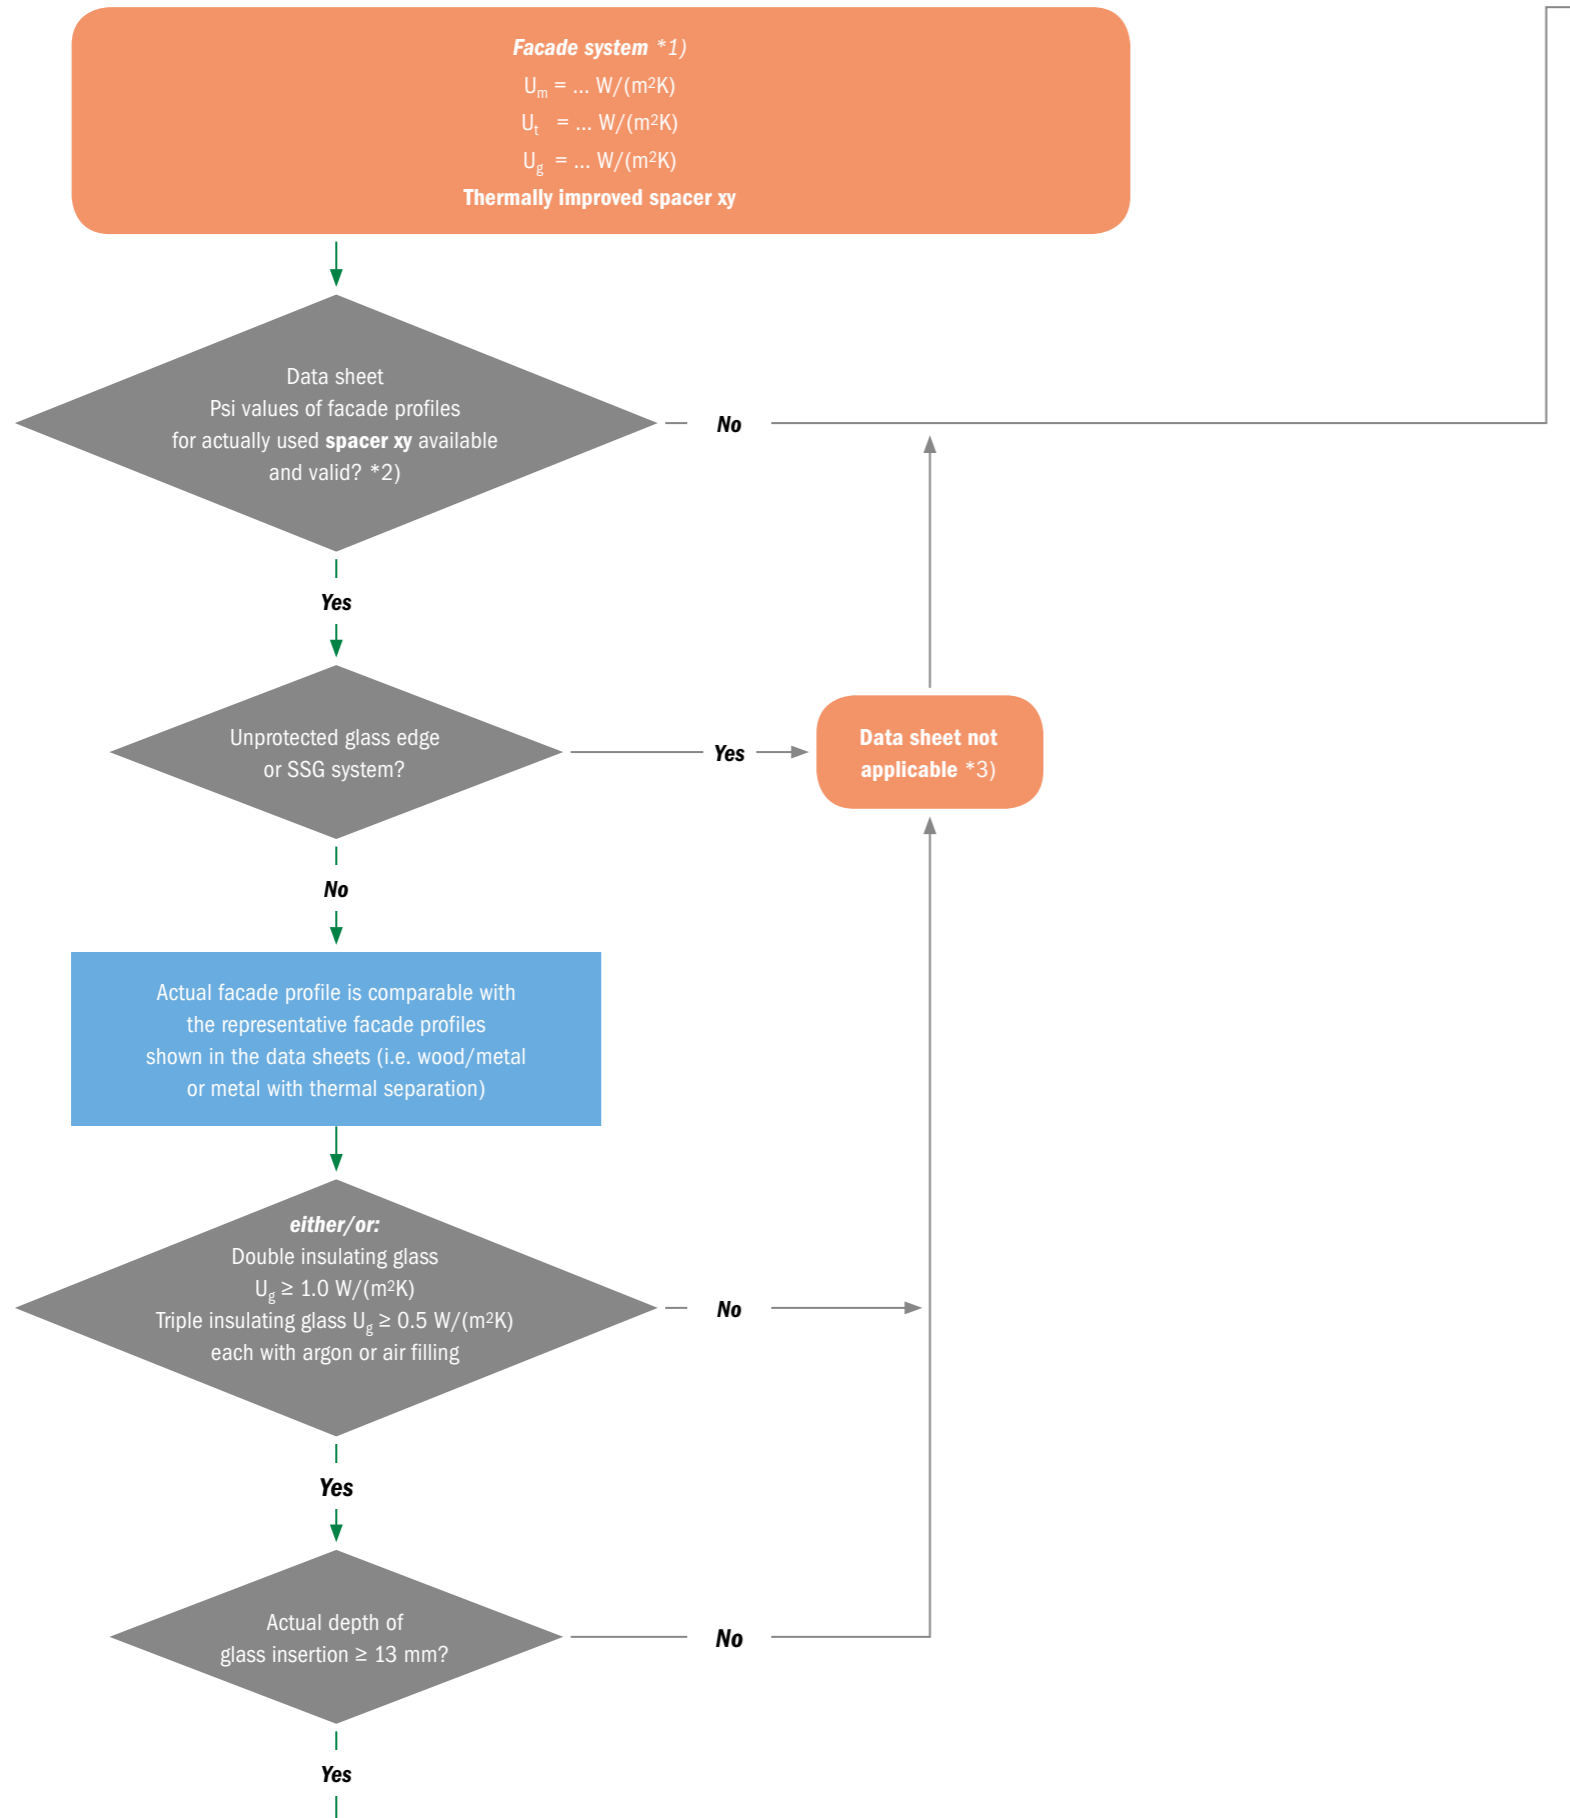 Facade system *1)
Um = ... W/(m²K)
Ut = ... W/(m²K)
Ug = ... W/(m²K)
Thermally improved spacer xy
Data sheet
Psi values of facade profiles
for actually used spacer xy available
and valid? *2)
No
Yes
Unprotected glass edge
or SSG system?
Yes
Data sheet not
applicable *3)
No
Actual facade profile is comparable with
the representative facade profiles
shown in the data sheets (i.e. wood/metal
or metal with thermal separation)
either/or:
Double insulating glass
Ug ≥ 1.0 W/(m²K)
Triple insulating glass Ug ≥ 0.5 W/(m²K)
each with argon or air filling
No
Yes
Actual depth of
glass insertion ≥ 13 mm?
No
Yes